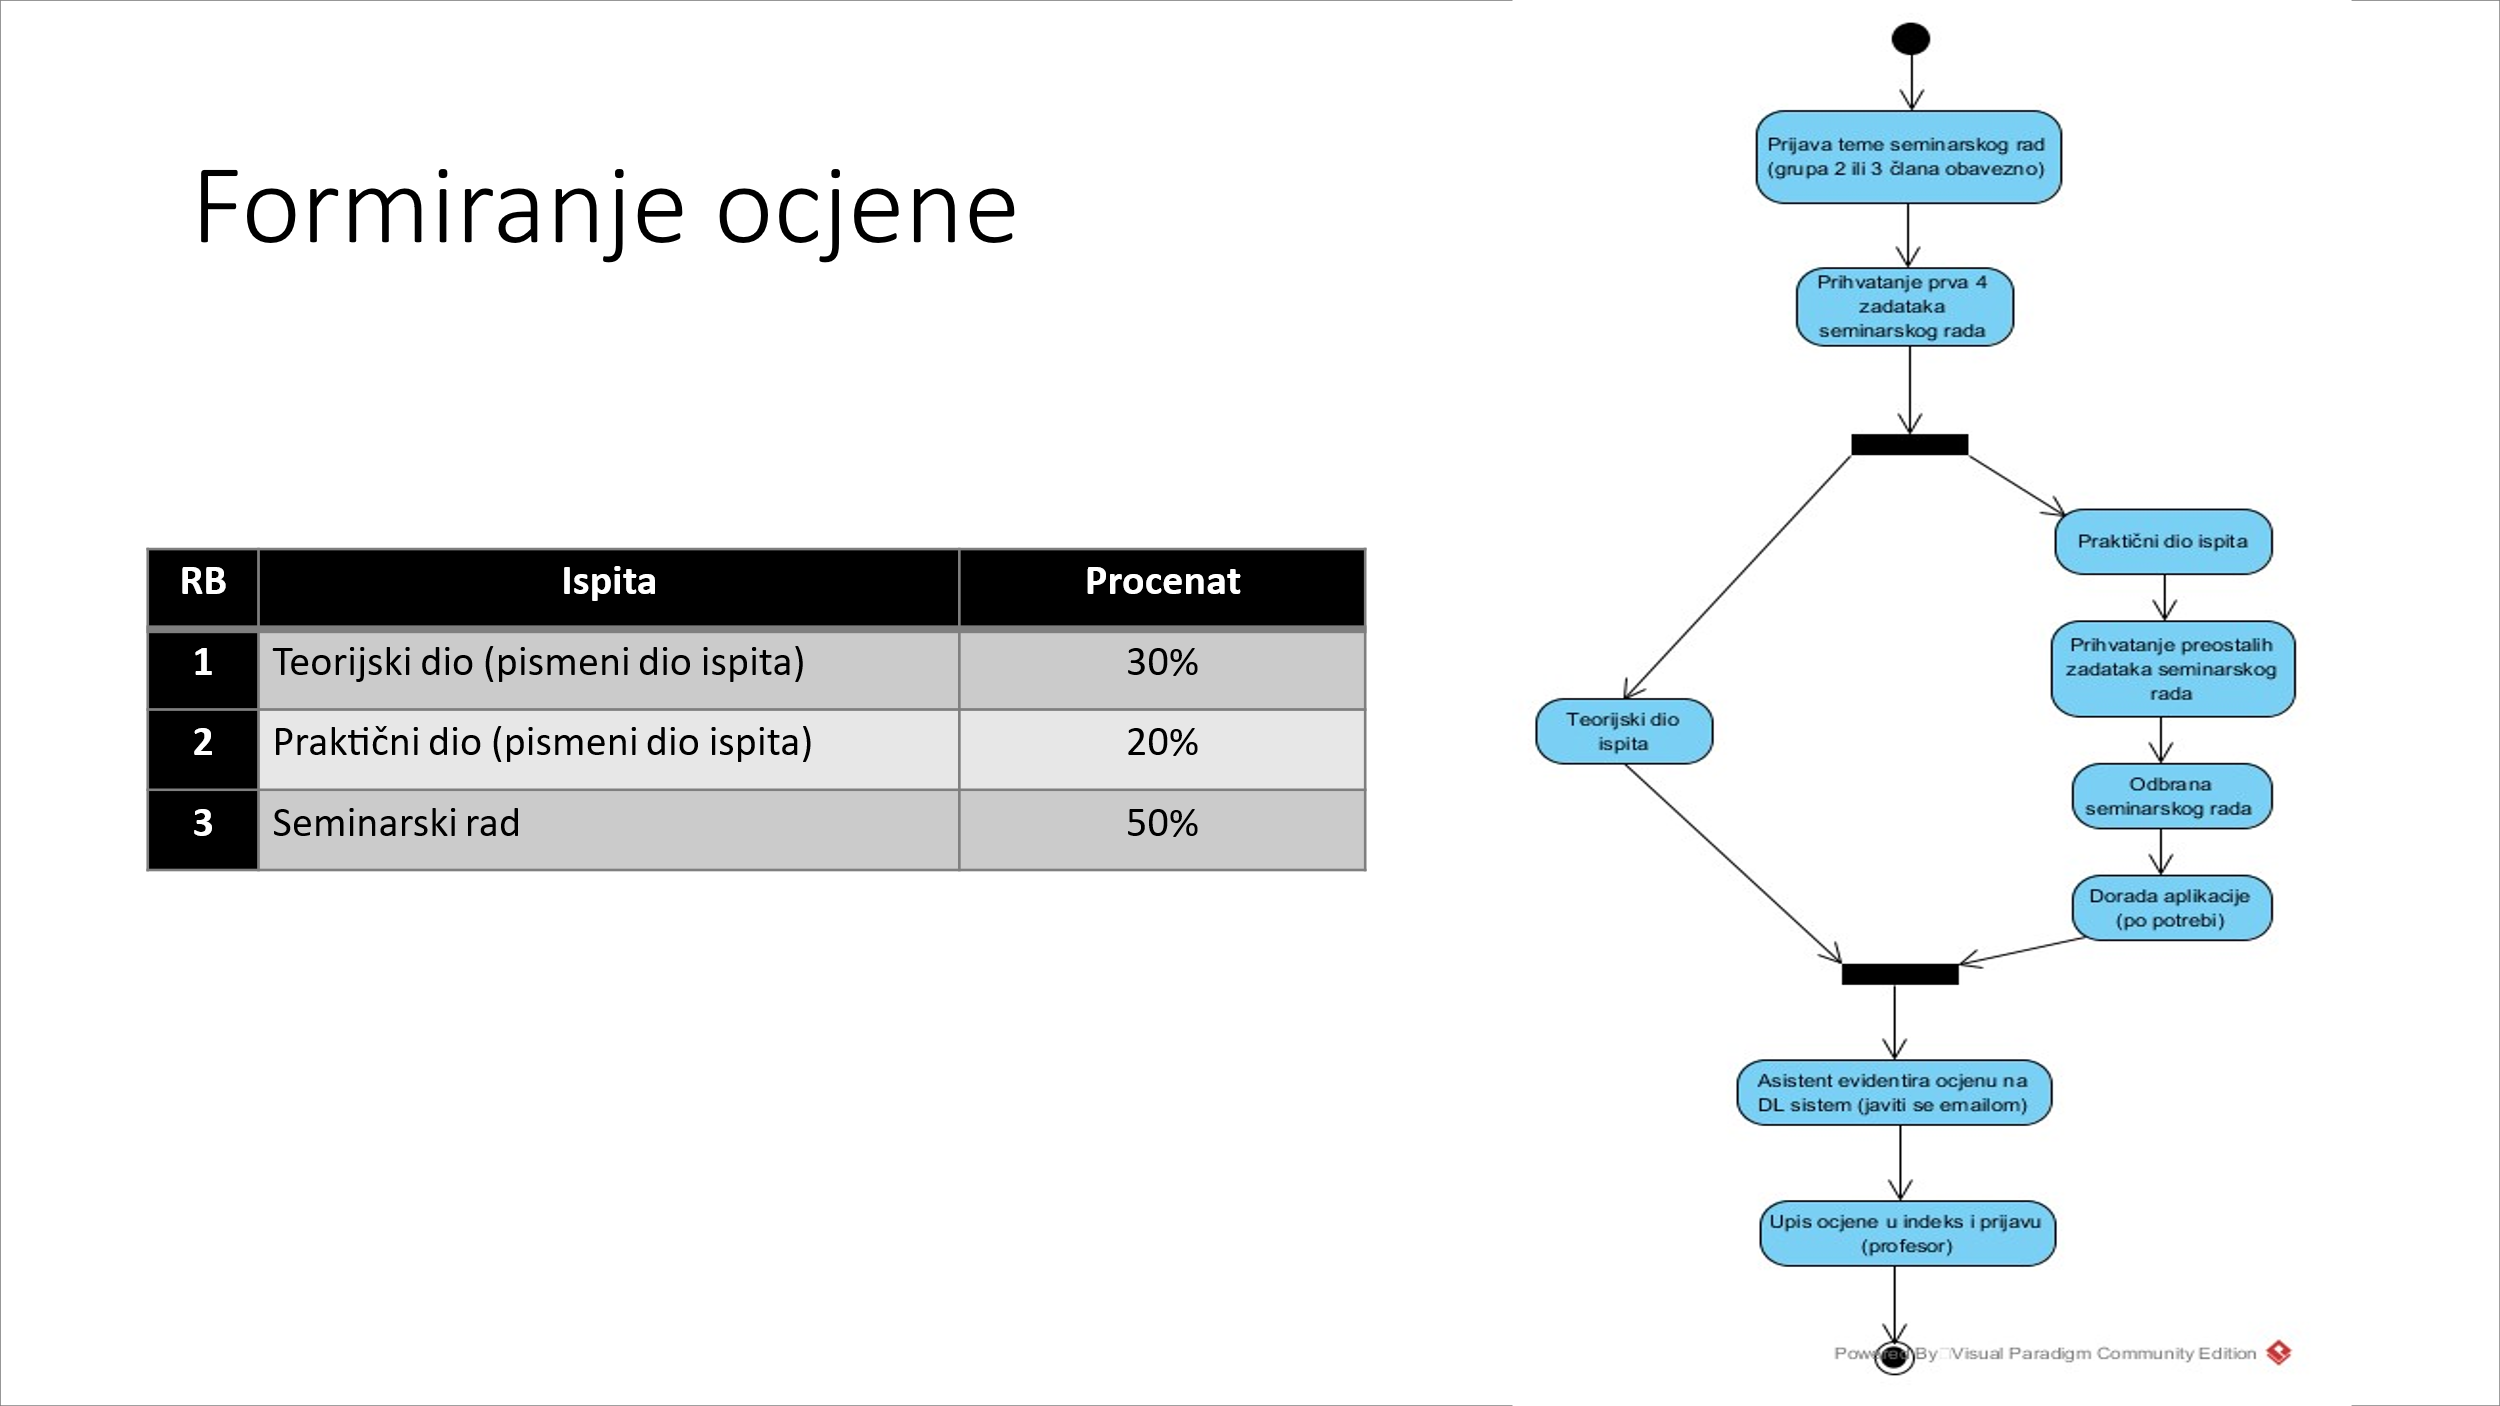 Formiranje ocjene
RB Ispita Procenat
1 Teorijski dio (pismeni dio ispita) 30%
2 Praktični dio (pismeni dio ispita) 20%
3 Seminarski rad 50%
Prijava teme seminarskog rad
(grupa 2 ili 3 člana obavezno)
Prihvatanje prva 4
zadataka
seminarskog rada
Praktični dio ispita
Prihvatanje preostalih
zadataka seminarskog
rada
Teorijski dio
ispita
Odbrana
seminarskog rada
Dorada aplikacije
(po potrebi)
Asistent evidentira ocjenu na
DL sistem (javiti se emailom)
Upis ocjene u indeks i prijavu
(profesor)
Powered By Visual Paradigm Community Edition